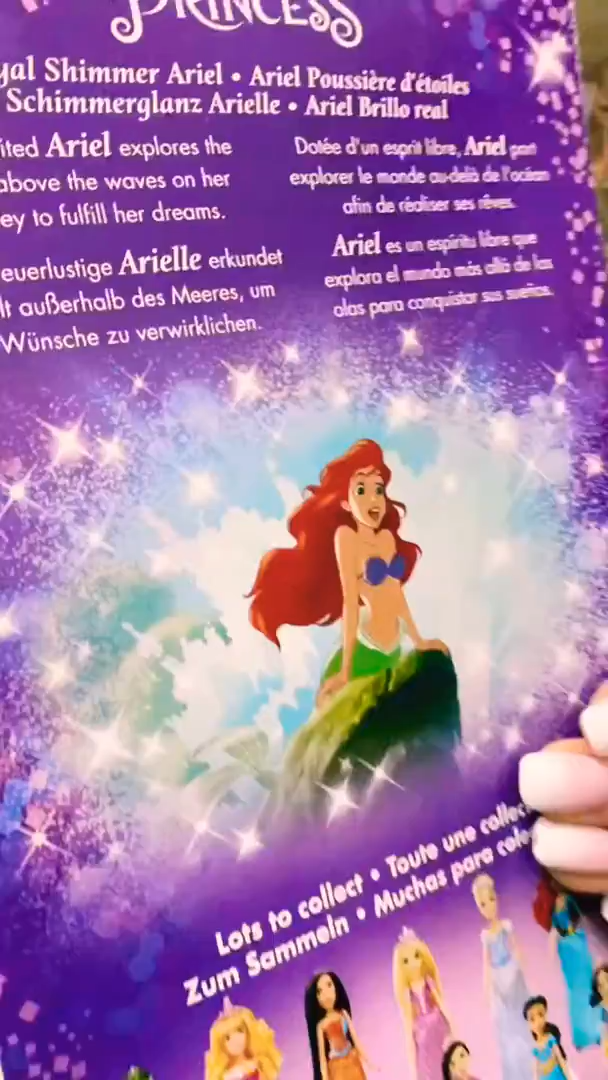 PRINCESS
yal Shimmer Ariel • Ariel Poussière d'étoiles
Schimmerglanz Arielle • Ariel Brillo real
ited Ariel explores the
above the waves on her
ey to fulfill her dreams.
Dotée d'un esprit libre, Ariel part
explorer le monde au-delà de l'océan
afin de réaliser ses rêves.
euerlustige Arielle erkundet
lt außerhalb des Meeres, um
Wünsche zu verwirklichen.
Ariel es un espíritu libre que
explora el mundo más allá de las
olas para conquistar sus sueños.
Lots to collect • Toute une collec
Zum Sammeln • Muchas para cole